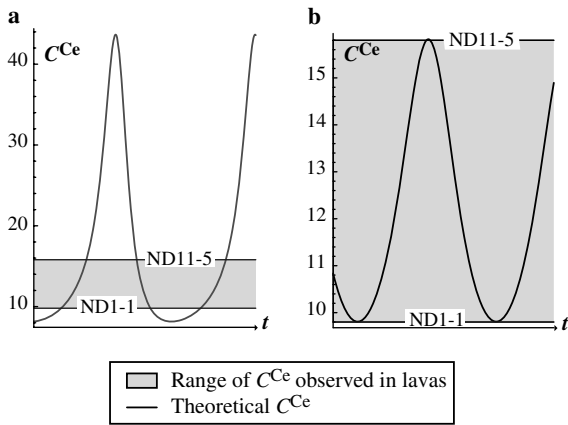 a
C^Ce
40
30
20
10
ND11-5
ND1-1
t
b
C^Ce
15
14
13
12
11
10
ND11-5
ND1-1
t
Range of C^Ce observed in lavas
Theoretical C^Ce